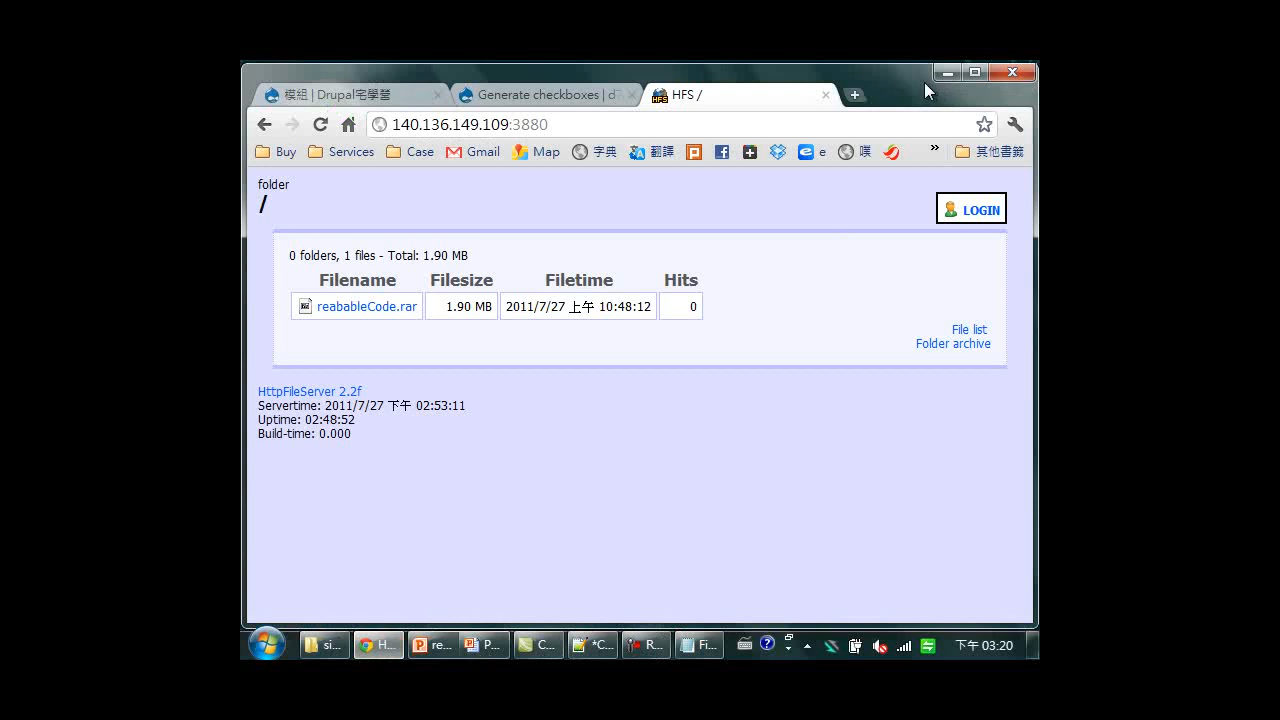 模組 | Drupal宅學營
Generate checkboxes | d7
HFS /
140.136.149.109:3880
Buy Services Case Gmail Map 字典 翻譯 e 噗 » 其他書籤
folder
/
LOGIN
0 folders, 1 files - Total: 1.90 MB
Filename Filesize Filetime Hits
reabableCode.rar 1.90 MB 2011/7/27 上午 10:48:12 0
File list
Folder archive
HttpFileServer 2.2f
Servertime: 2011/7/27 下午 02:53:11
Uptime: 02:48:52
Build-time: 0.000
si... H... re... P... C... *C... R... Fi... 下午 03:20